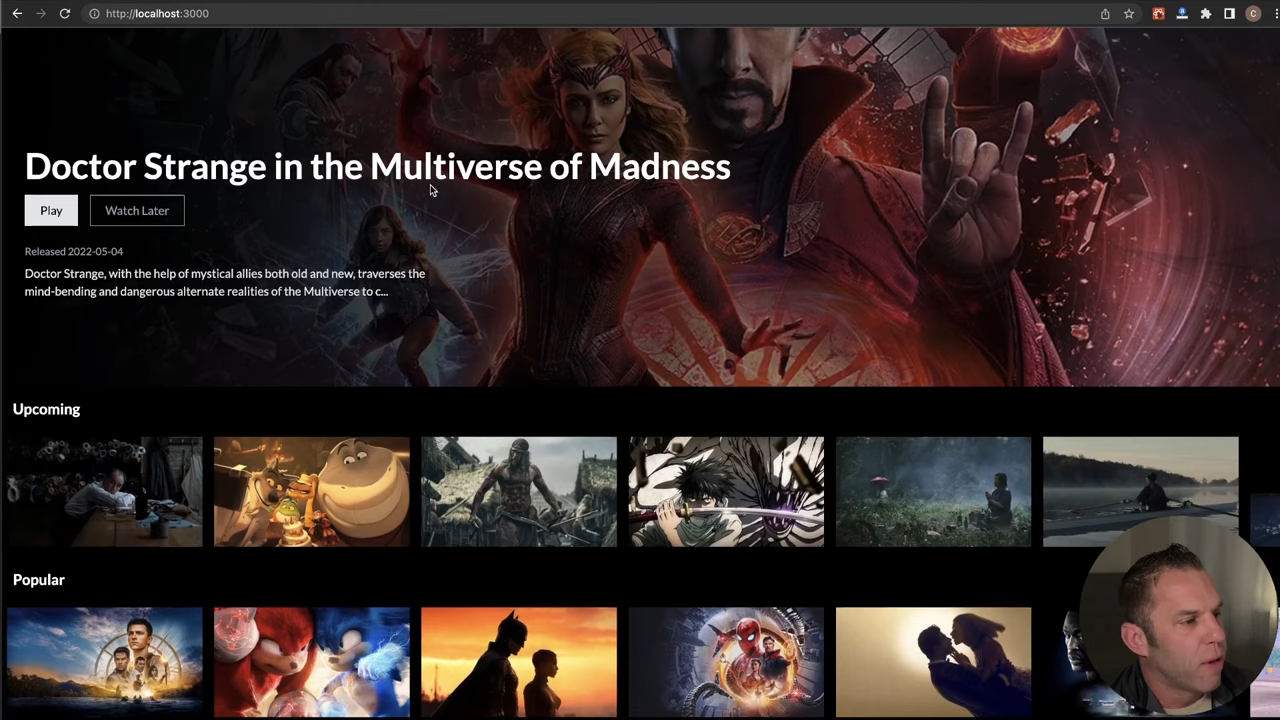 http://localhost:3000
C
Doctor Strange in the Multiverse of Madness
Play
Watch Later
Released 2022-05-04
Doctor Strange, with the help of mystical allies both old and new, traverses the
mind-bending and dangerous alternate realities of the Multiverse to c...
Upcoming
Popular